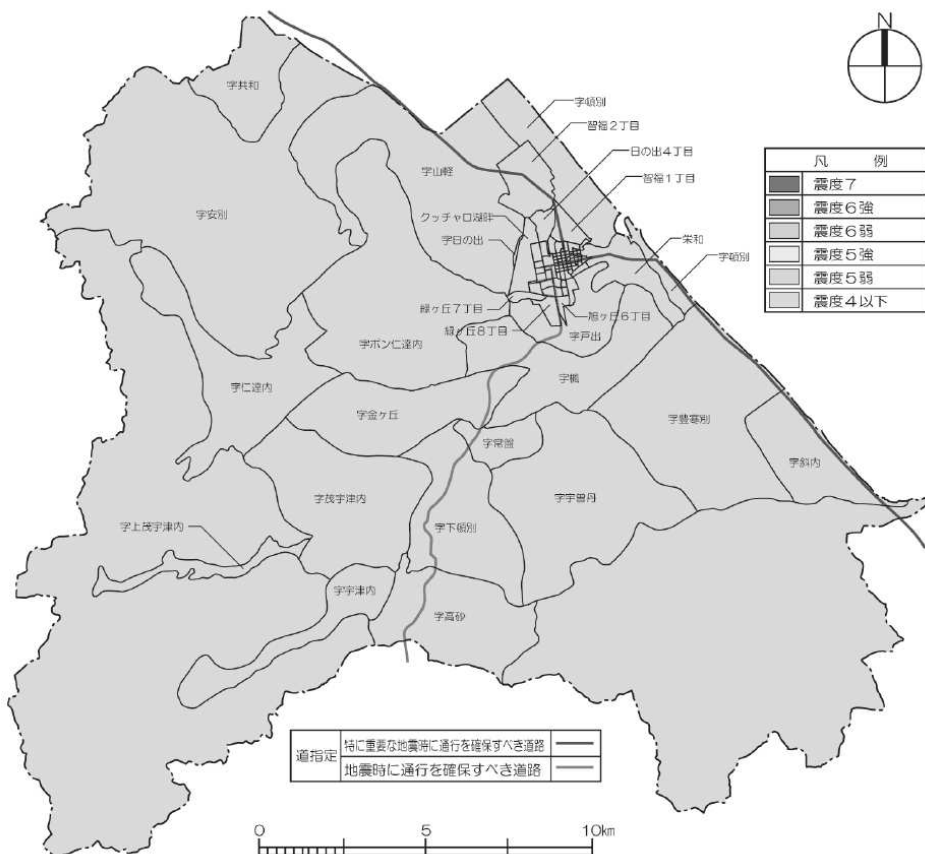 N
字共和
字頓別
智福2丁目
日の出4丁目
字山軽
智福1丁目
凡 例
震度7
震度6強
震度6弱
震度5強
震度5弱
震度4以下
字安別
クッチャロ湖畔
字日の出
栄和
字頓別
緑ヶ丘7丁目
旭ヶ丘6丁目
緑ヶ丘8丁目
字戸出
字ポン仁達内
字楓
字仁達内
字金ヶ丘
字豊寒別
字常盤
字斜内
字茂宇津内
字宇曽丹
字上茂宇津内
字下頓別
字宇津内
字高砂
道指定
特に重要な地震時に通行を確保すべき道路
地震時に通行を確保すべき道路
0 5 10km